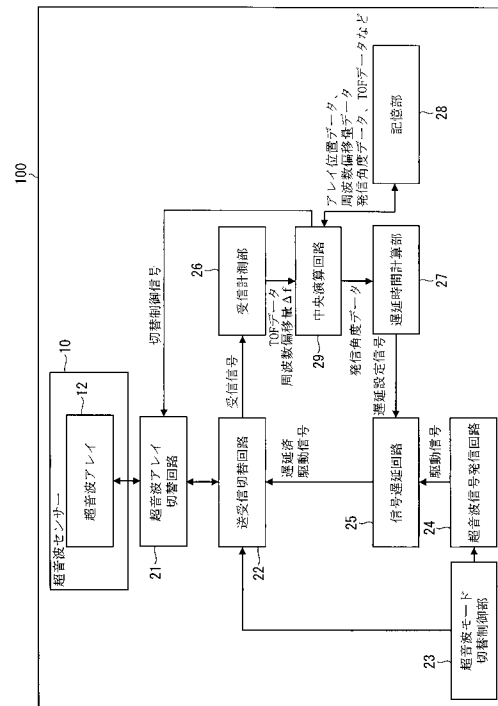 100
10
超音波センサー
12
超音波アレイ
21
超音波アレイ
切替回路
切替制御信号
22
送受信切替回路
受信信号
26
受信計測部
TOFデータ
周波数偏移量Δf
29
中央演算回路
アレイ位置データ、
周波数偏移量データ
発信角度データ、TOFデータなど
記憶部
28
発信角度データ
遅延時間計算部
27
遅延設定信号
遅延済
駆動信号
信号遅延回路
25
駆動信号
24
超音波信号発信回路
超音波モード
切替制御部
23